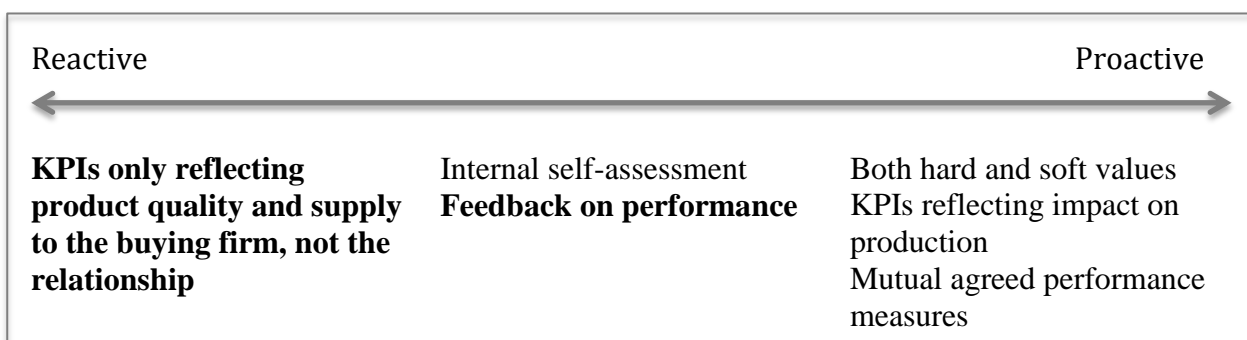 Reactive
Proactive
KPIs only reflecting
product quality and supply
to the buying firm, not the
relationship
Internal self-assessment
Feedback on performance
Both hard and soft values
KPIs reflecting impact on
production
Mutual agreed performance
measures